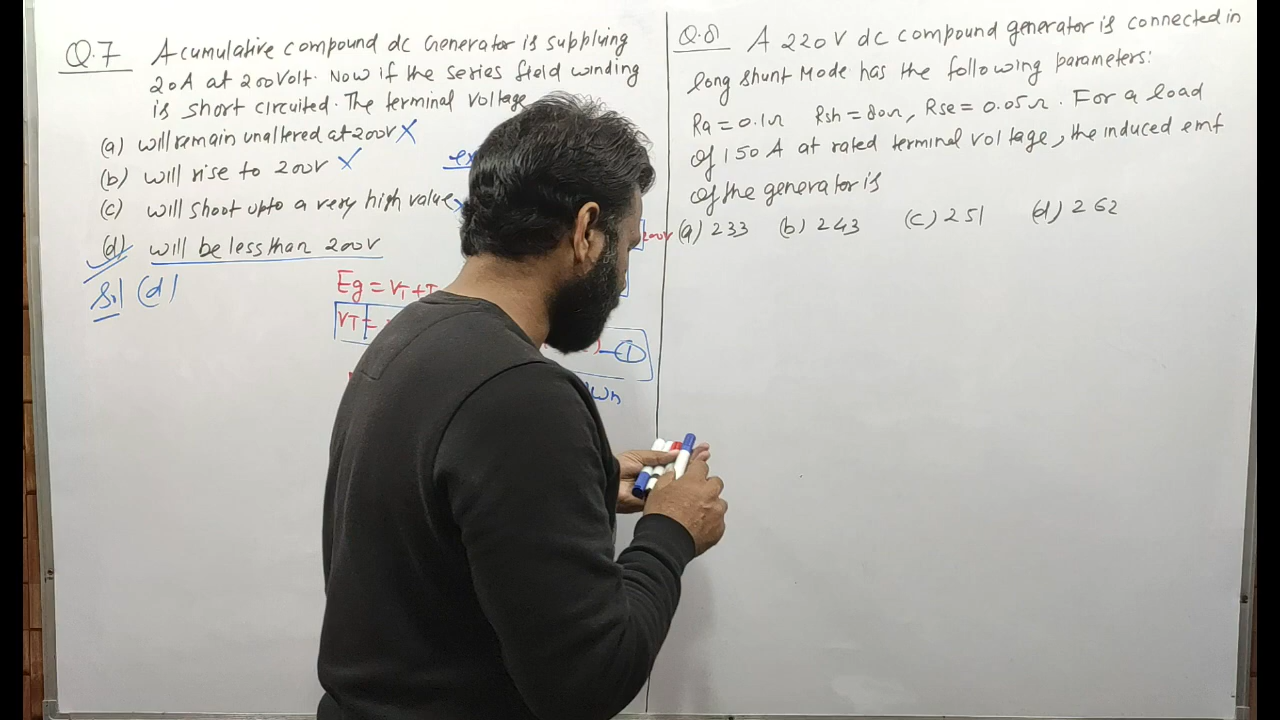 Q.7 A cumulative compound dc Generator is supplying
20A at 200Volt. Now if the series field winding
is short circuited. The terminal voltage
(a) will remain unaltered at 200V X
(b) will rise to 200V X
(c) will shoot upto a very high value
(d) will be less than 200V
Sol (d)
Eg = VT +
VT =
1
200V
Q.8 A 220V dc compound generator is connected in
long shunt Mode has the following parameters:
Ra = 0.1Ω Rsh = 80Ω, Rse = 0.05Ω. For a load
of 150A at rated terminal voltage, the induced emf
of the generator is
(a) 233 (b) 243 (c) 251 (d) 262